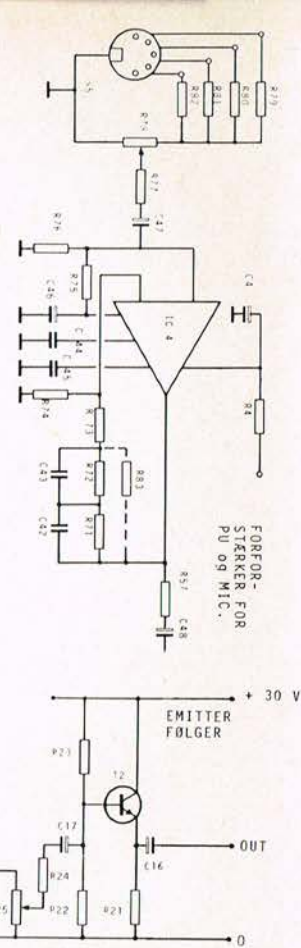 S5
R82
R81
R80
R79
R78
R77
C47
C4
R76
R75
C46
C44
C45
IC 4
R4
R74
R73
R72
R71
R83
C43
C42
FORFOR-
STÆRKER FOR
PU og MIC.
R57
C48
+ 30 V
EMITTER
FØLGER
R23
T2
C17
C16
OUT
R24
R22
R21
0